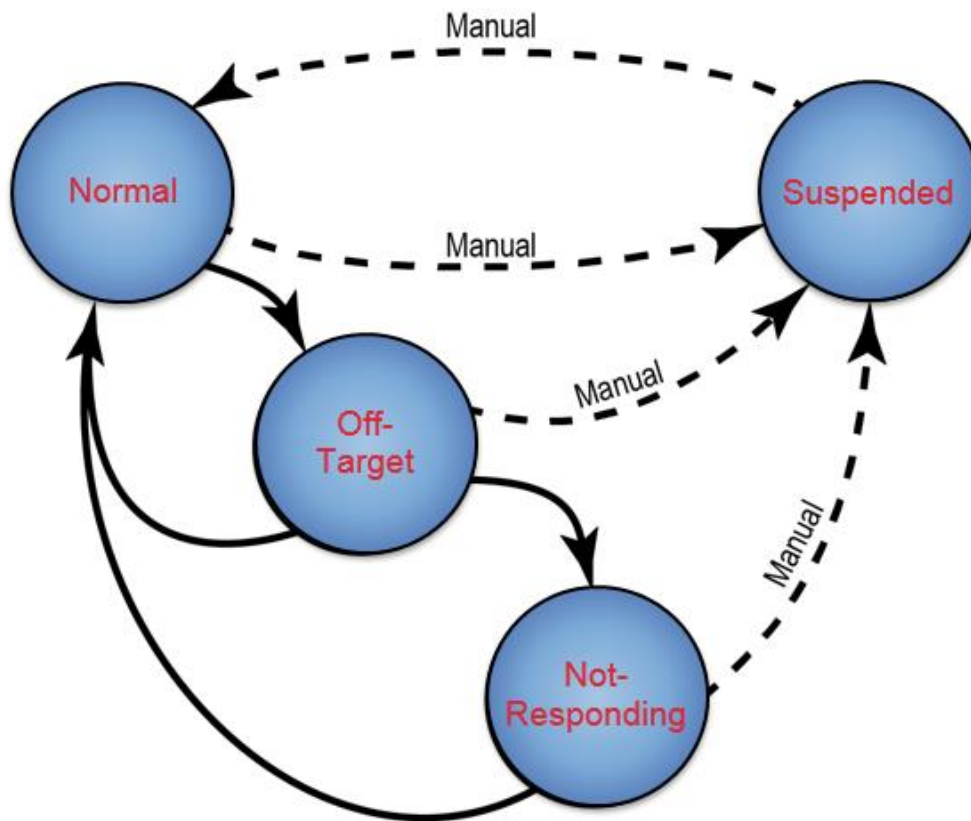 Manual
Normal
Suspended
Manual
Manual
Off-
Target
Manual
Not-
Responding